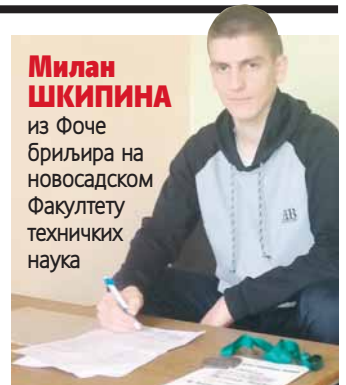 Милан
ШКИПИНА
из Фоче
бриљира на
новосадском
Факултету
техничких
наука